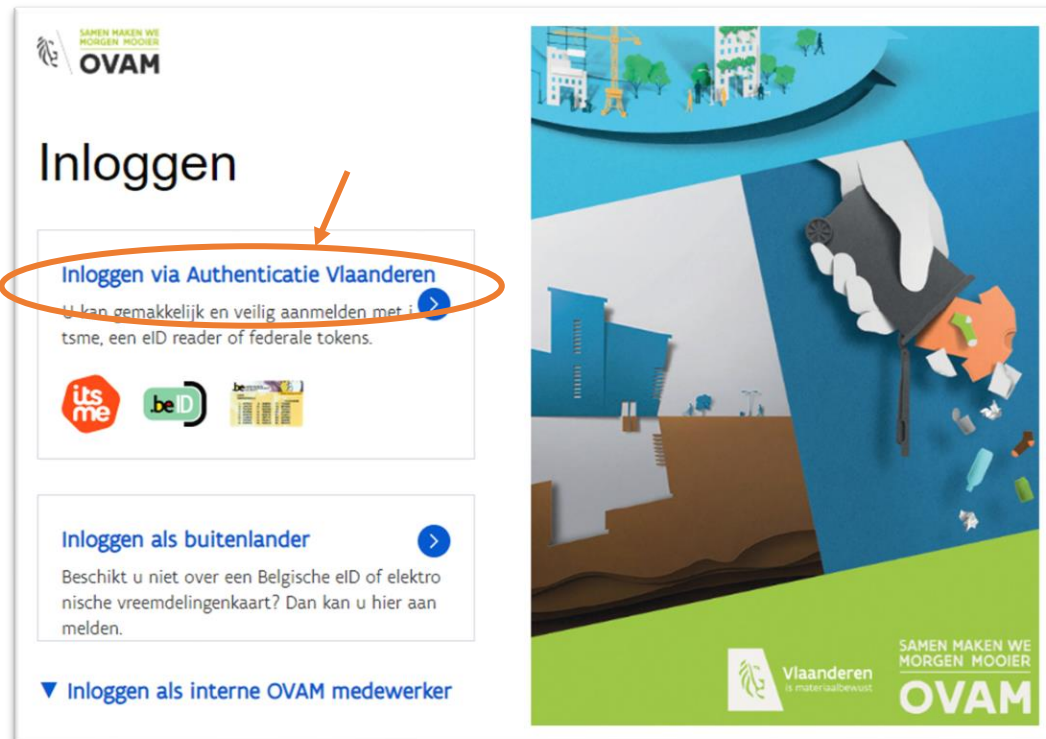 SAMEN MAKEN WE
MORGEN MOOIER
OVAM
Inloggen
Inloggen via Authenticatie Vlaanderen
U kan gemakkelijk en veilig aanmelden met i
tsme, een eID reader of federale tokens.
its
me
.beID
.be
Inloggen als buitenlander
Beschikt u niet over een Belgische eID of elektro
nische vreemdelingenkaart? Dan kan u hier aan
melden.
▼ Inloggen als interne OVAM medewerker
Vlaanderen
is materiaalbewust
SAMEN MAKEN WE
MORGEN MOOIER
OVAM